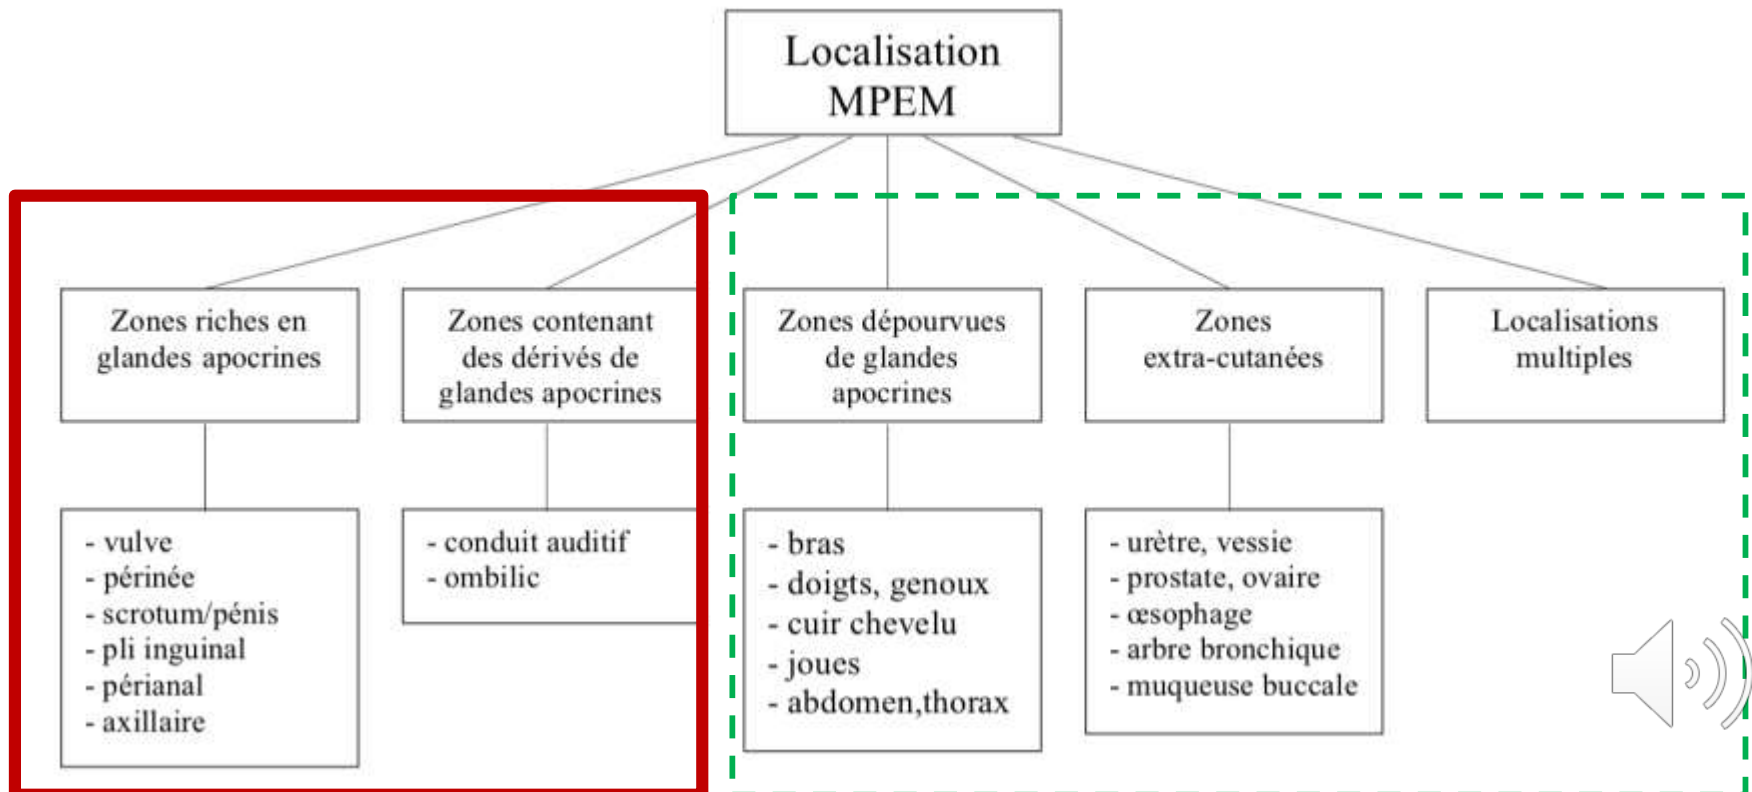 Localisation
MPEM
Zones riches en
glandes apocrines
Zones contenant
des dérivés de
glandes apocrines
Zones dépourvues
de glandes
apocrines
Zones
extra-cutanées
Localisations
multiples
- vulve
- périnée
- scrotum/pénis
- pli inguinal
- périanal
- axillaire
- conduit auditif
- ombilic
- bras
- doigts, genoux
- cuir chevelu
- joues
- abdomen,thorax
- urètre, vessie
- prostate, ovaire
- œsophage
- arbre bronchique
- muqueuse buccale